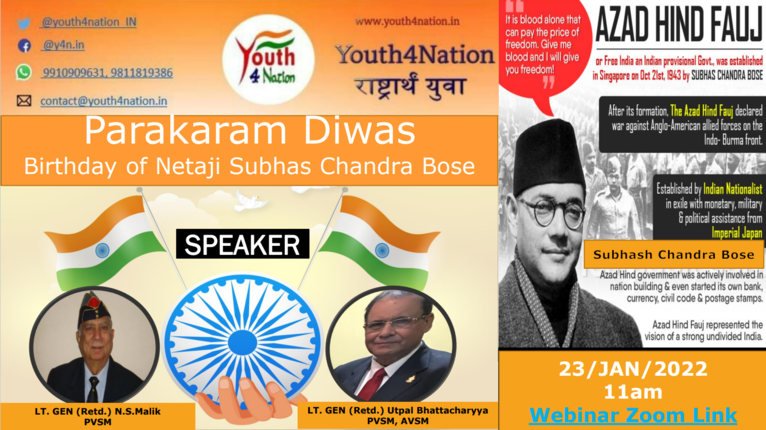 @youth4nation_IN
@y4n.in
9910909631, 9811819386
contact@youth4nation.in
Youth
4 Nation
www.youth4nation.in
Youth4Nation
राष्ट्रार्थ युवा
Parakaram Diwas
Birthday of Netaji Subhas Chandra Bose
SPEAKER
LT. GEN (Retd.) N.S.Malik
PVSM
LT. GEN (Retd.) Utpal Bhattacharyya
PVSM, AVSM
It is blood alone that
can pay the price of
freedom. Give me
blood and I will give
you freedom!
AZAD HIND FAUJ
or Free India an Indian provisional Govt., was established
in Singapore on Oct 21st, 1943 by SUBHAS CHANDRA BOSE
After its formation, The Azad Hind Fauj declared
war against Anglo-American allied forces on the
Indo- Burma front.
Established by Indian Nationalist
in exile with monetary, military
& political assistance from
Imperial Japan
Subhash Chandra Bose
Azad Hind government was actively involved in
nation building & even started its own bank,
currency, civil code & postage stamps.
Azad Hind Fauj represented the
vision of a strong undivided India.
23/JAN/2022
11am
Webinar Zoom Link